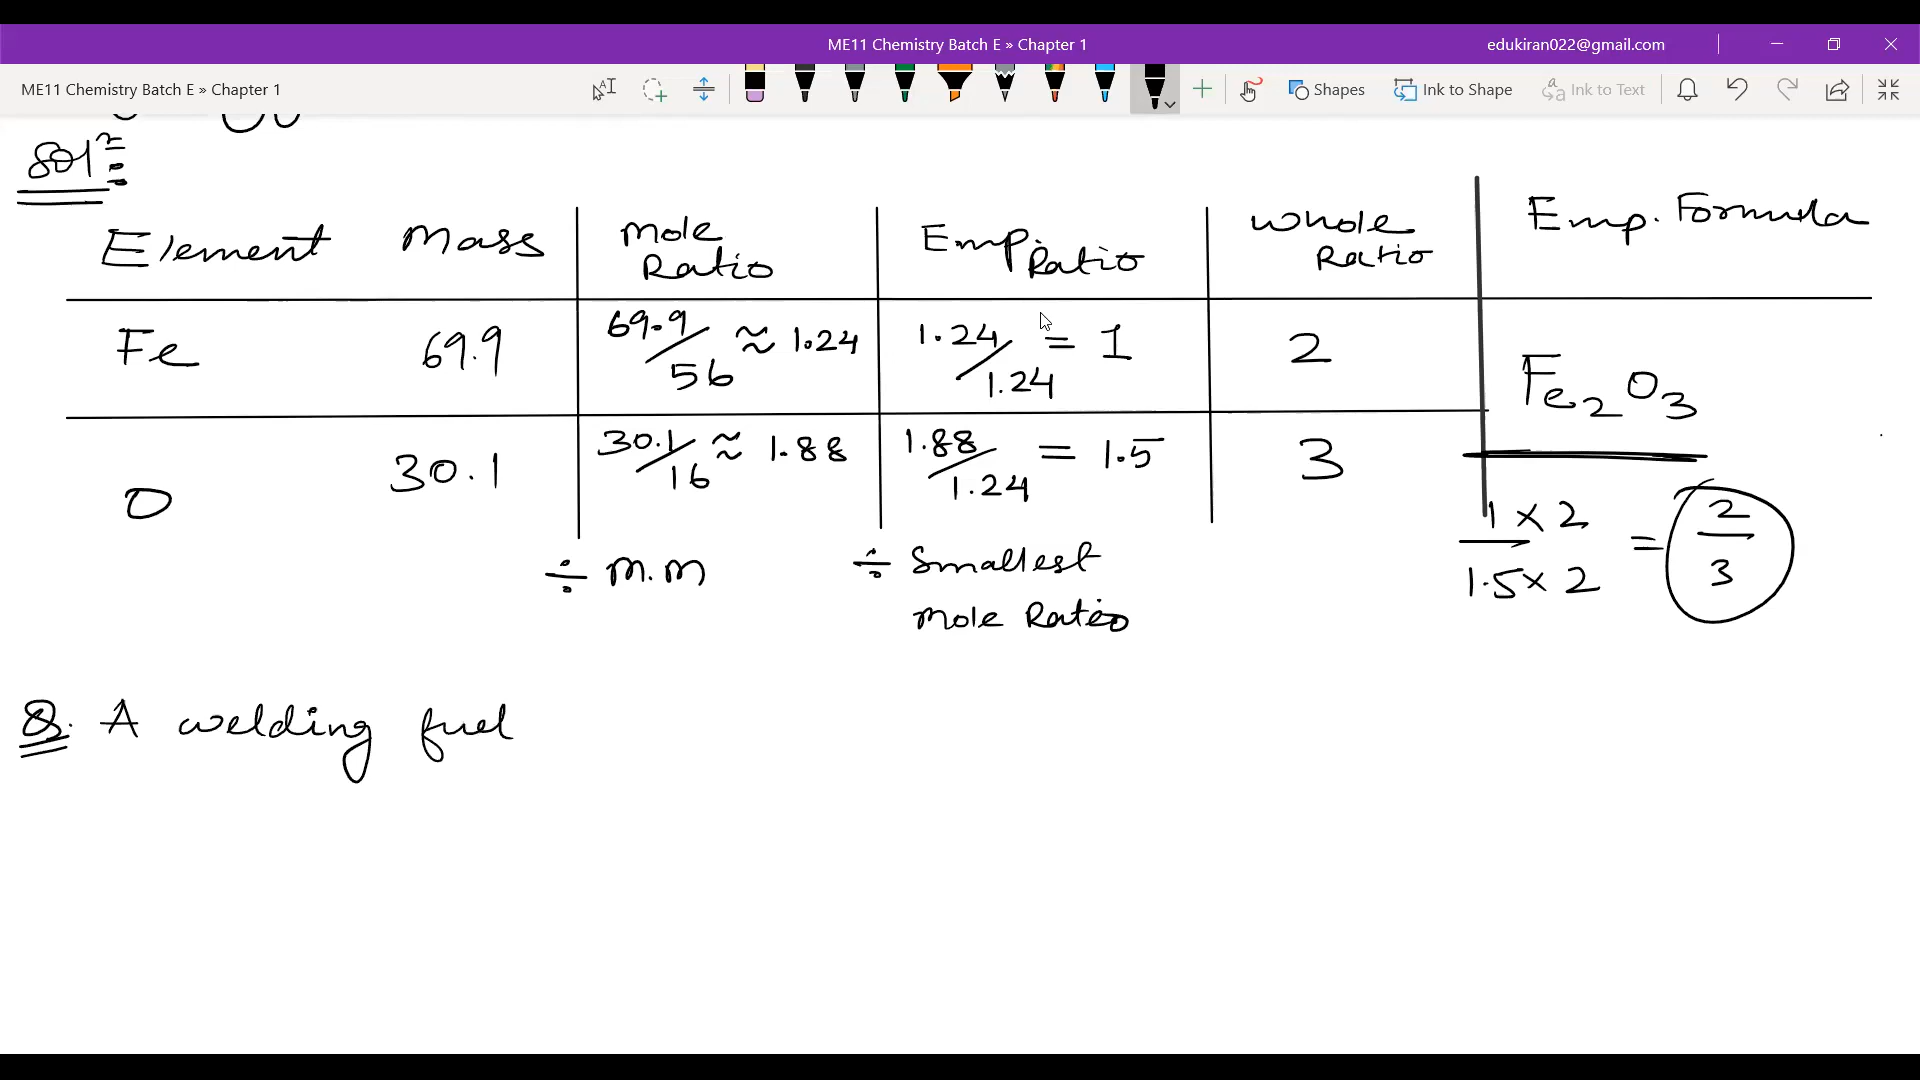 ME11 Chemistry Batch E » Chapter 1
edukiran022@gmail.com
ME11 Chemistry Batch E » Chapter 1
Shapes
Ink to Shape
Ink to Text
Solⁿ:
Element Mass Mole Ratio Emp. Ratio Whole Ratio Emp. Formula
Fe 69.9 69.9/56 ≈ 1.24 1.24/1.24 = 1 2 Fe₂O₃
O 30.1 30.1/16 ≈ 1.88 1.88/1.24 = 1.5 3
÷ M.M ÷ Smallest Mole Ratio
1 × 2 / 1.5 × 2 = 2/3
Q. A welding fuel